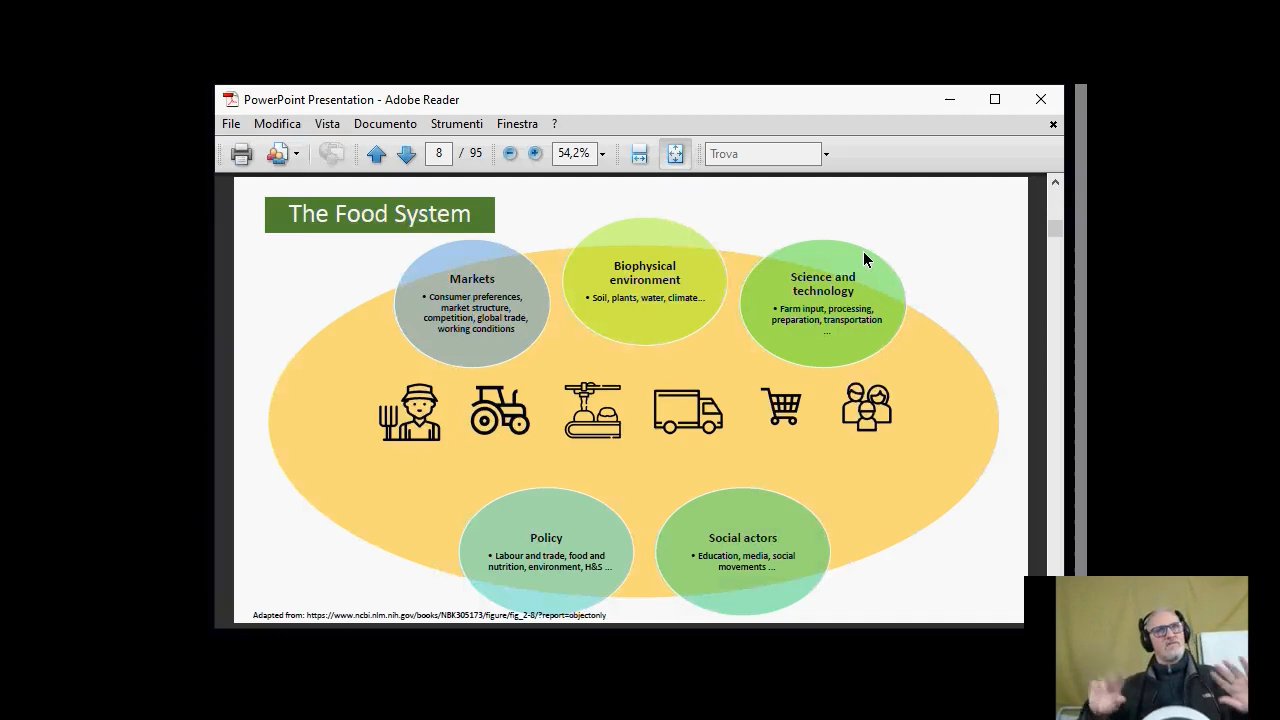 PowerPoint Presentation - Adobe Reader
File Modifica Vista Documento Strumenti Finestra ?
8 / 95 54,2% Trova
The Food System
Markets
• Consumer preferences,
market structure,
competition, global trade,
working conditions
Biophysical
environment
• Soil, plants, water, climate...
Science and
technology
• Farm input, processing,
preparation, transportation
...
Policy
• Labour and trade, food and
nutrition, environment, H&S ...
Social actors
• Education, media, social
movements ...
Adapted from: https://www.ncbi.nlm.nih.gov/books/NBK305173/figure/fig_2-8/?report=objectonly